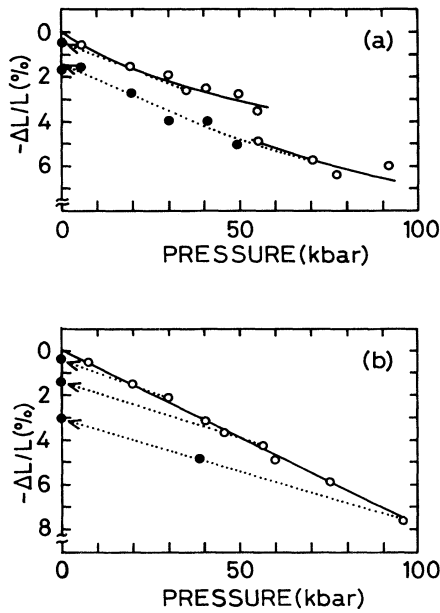 (a)
0
2
4
6
-ΔL/L(%)
0 50 100
PRESSURE(kbar)
(b)
0
2
4
6
8
-ΔL/L(%)
0 50 100
PRESSURE(kbar)